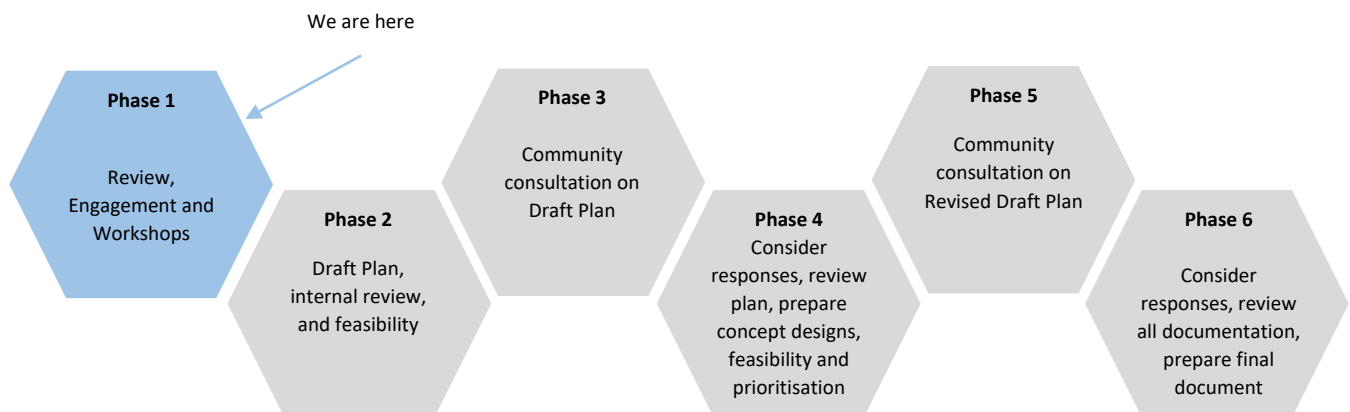 We are here
Phase 1
Review,
Engagement and
Workshops
Phase 2
Draft Plan,
internal review,
and feasibility
Phase 3
Community
consultation on
Draft Plan
Phase 4
Consider
responses, review
plan, prepare
concept designs,
feasibility and
prioritisation
Phase 5
Community
consultation on
Revised Draft Plan
Phase 6
Consider
responses, review
all documentation,
prepare final
document